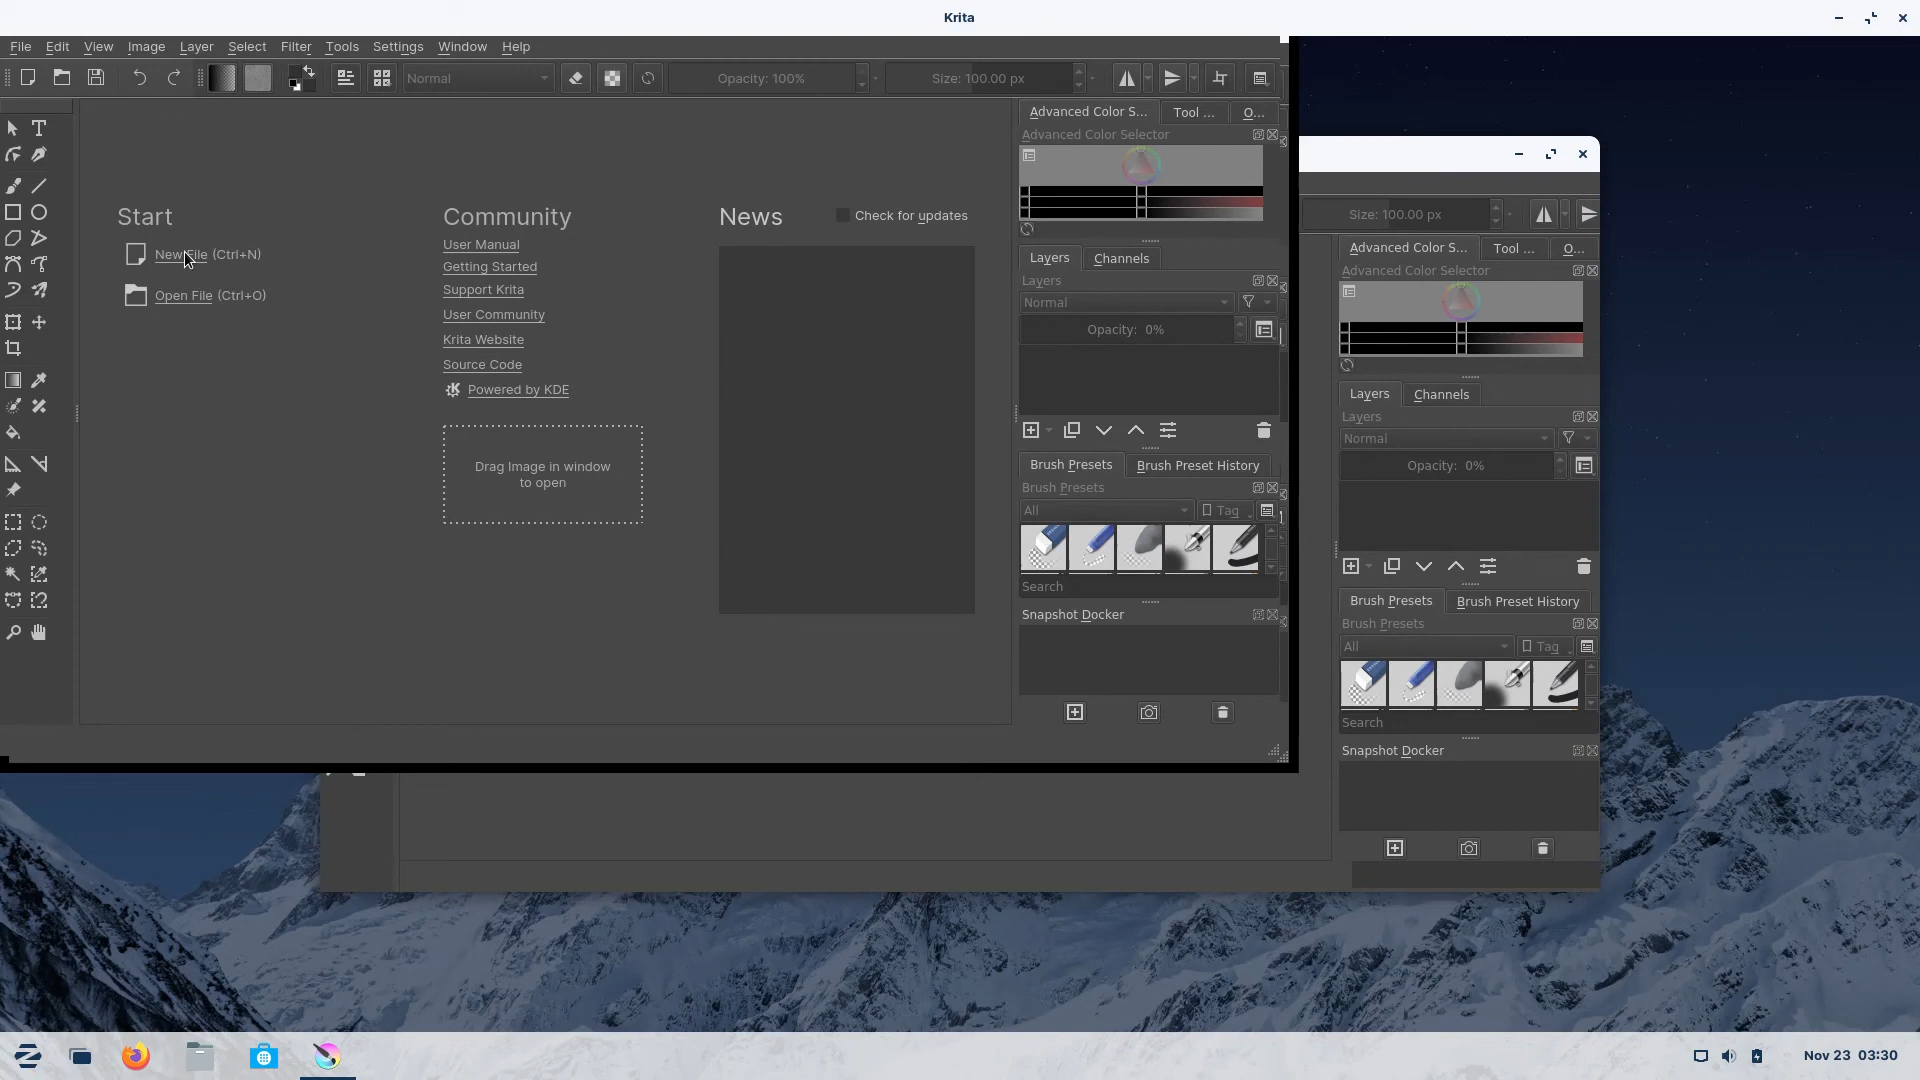 Krita
File Edit View Image Layer Select Filter Tools Settings Window Help
Normal Opacity: 100% Size: 100.00 px
Advanced Color S... Tool ... O...
Advanced Color Selector
Start
New File (Ctrl+N)
Open File (Ctrl+O)
Community
User Manual
Getting Started
Support Krita
User Community
Krita Website
Source Code
Powered by KDE
Drag Image in window
to open
News
Check for updates
Layers Channels
Layers
Normal
Opacity: 0%
Brush Presets Brush Preset History
Brush Presets
All Tag
Search
Snapshot Docker
Size: 100.00 px
Advanced Color S... Tool ... O...
Advanced Color Selector
Layers Channels
Layers
Normal
Opacity: 0%
Brush Presets Brush Preset History
Brush Presets
All Tag
Search
Snapshot Docker
Nov 23 03:30